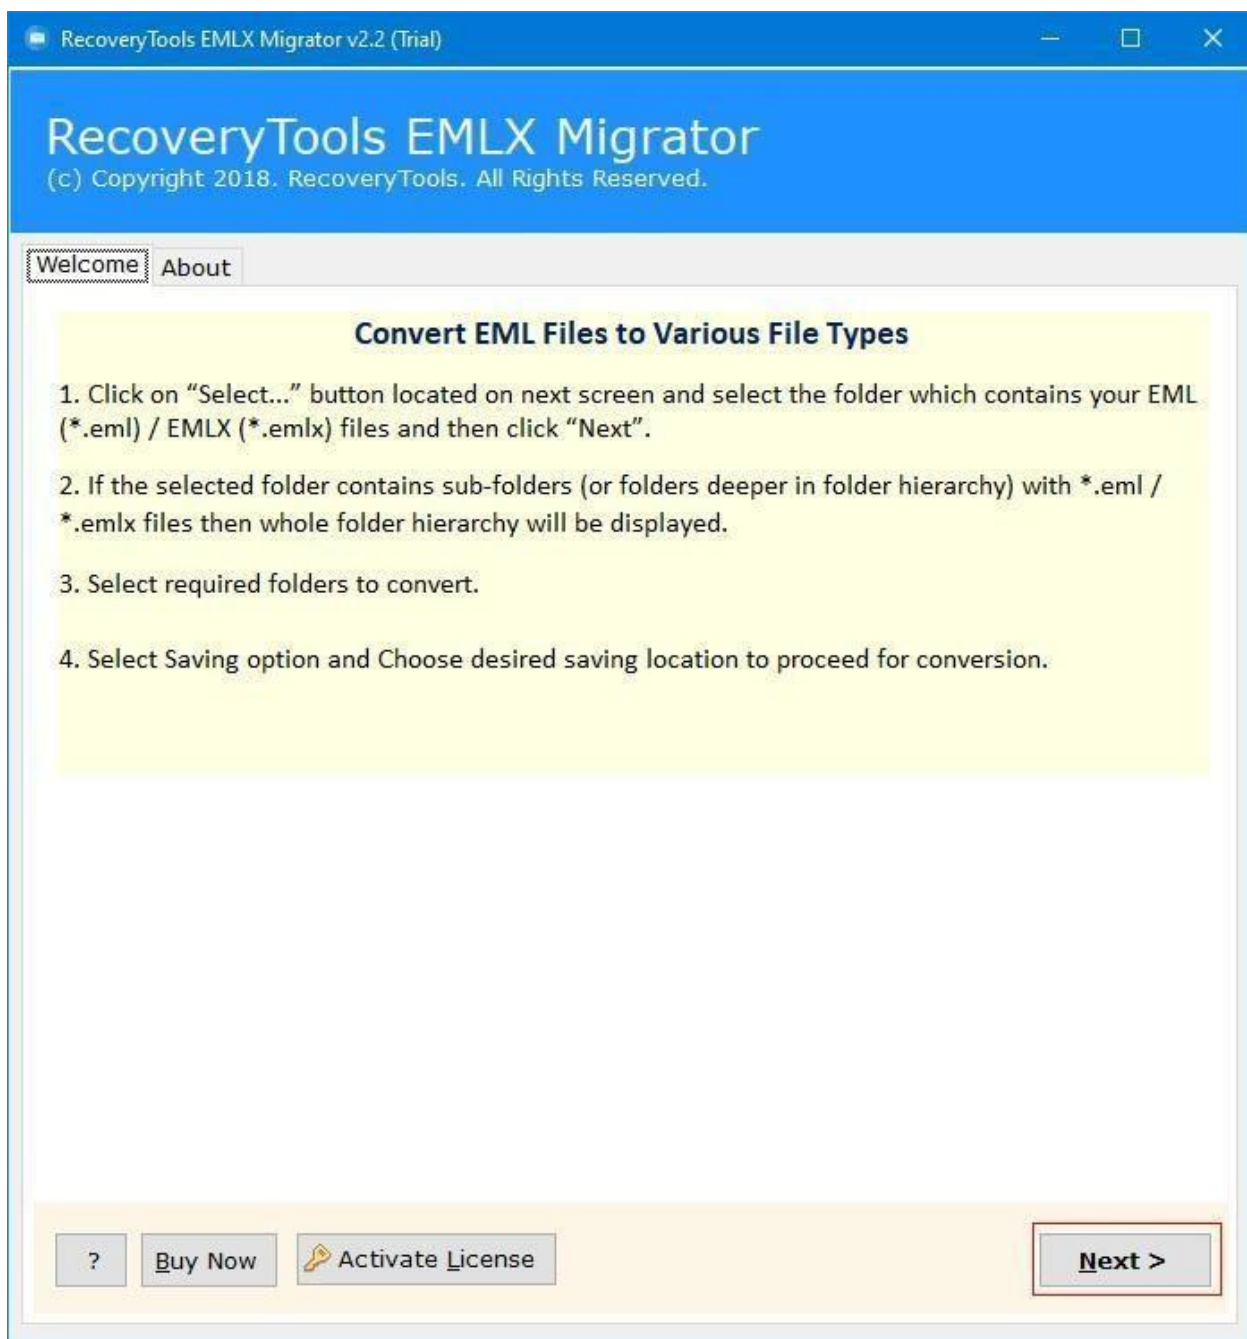 RecoveryTools EMLX Migrator v2.2 (Trial)
RecoveryTools EMLX Migrator
(c) Copyright 2018. RecoveryTools. All Rights Reserved.
Welcome About
Convert EML Files to Various File Types
1. Click on “Select...” button located on next screen and select the folder which contains your EML
(*.eml) / EMLX (*.emlx) files and then click “Next”.
2. If the selected folder contains sub-folders (or folders deeper in folder hierarchy) with *.eml /
*.emlx files then whole folder hierarchy will be displayed.
3. Select required folders to convert.
4. Select Saving option and Choose desired saving location to proceed for conversion.
? Buy Now Activate License Next >